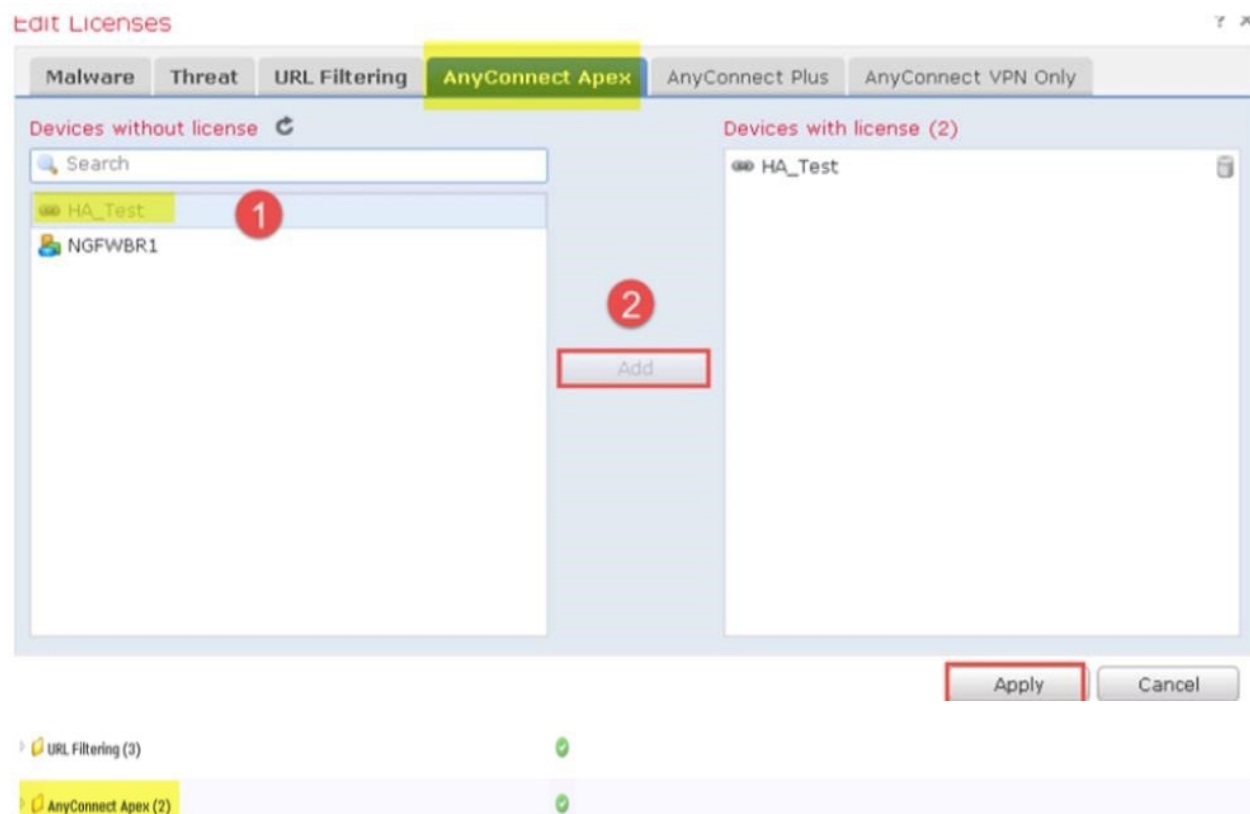 Edit Licenses
Malware Threat URL Filtering AnyConnect Apex AnyConnect Plus AnyConnect VPN Only
Devices without license
Devices with license (2)
Search
HA_Test
HA_Test
1
NGFWBR1
2
Add
Apply Cancel
URL Filtering (3)
AnyConnect Apex (2)